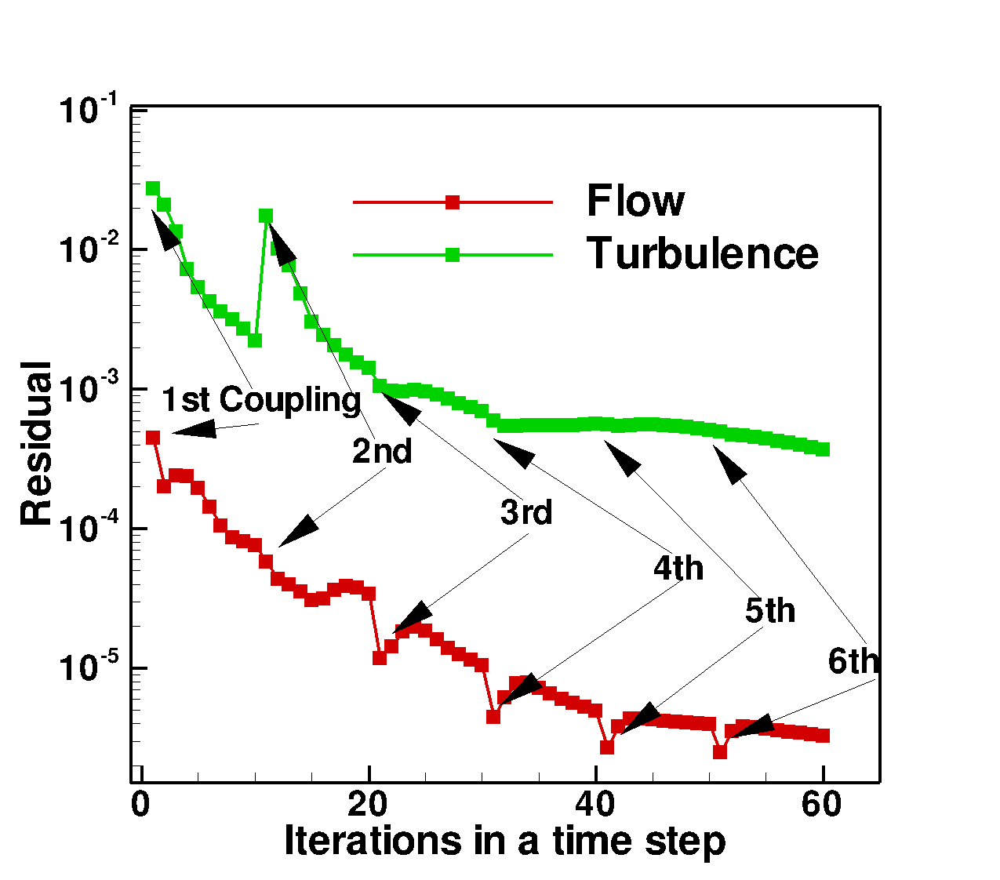 10^-1
10^-2
10^-3
10^-4
10^-5
Residual
Flow
Turbulence
1st Coupling
2nd
3rd
4th
5th
6th
0 20 40 60
Iterations in a time step